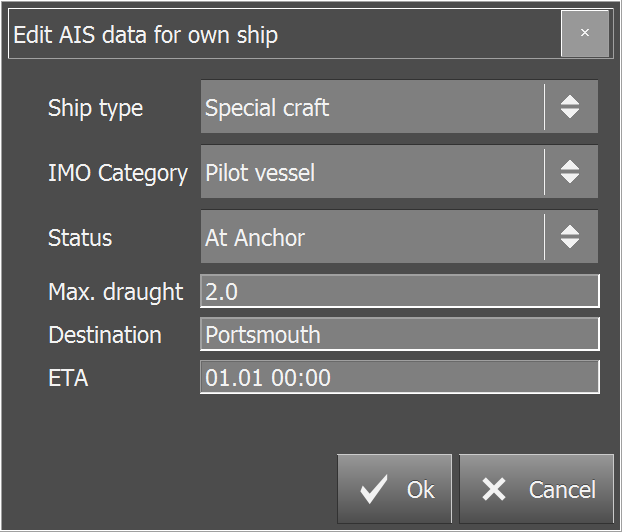 Edit AIS data for own ship ×
Ship type Special craft
IMO Category Pilot vessel
Status At Anchor
Max. draught 2.0
Destination Portsmouth
ETA 01.01 00:00
Ok Cancel